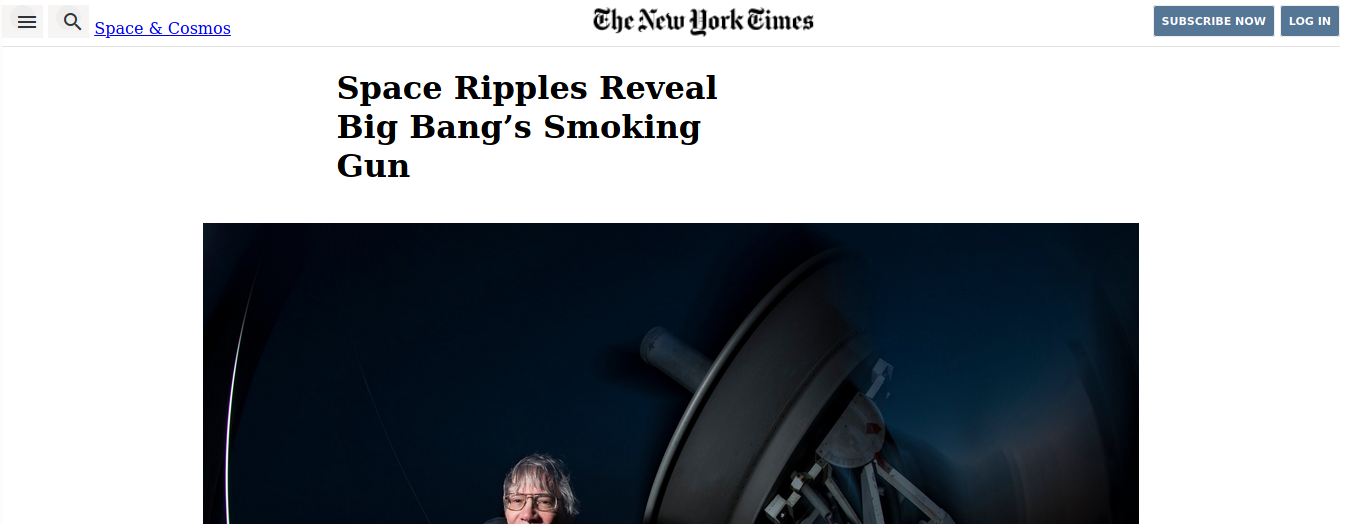 Space & Cosmos
The New York Times
SUBSCRIBE NOW
LOG IN
Space Ripples Reveal
Big Bang’s Smoking
Gun